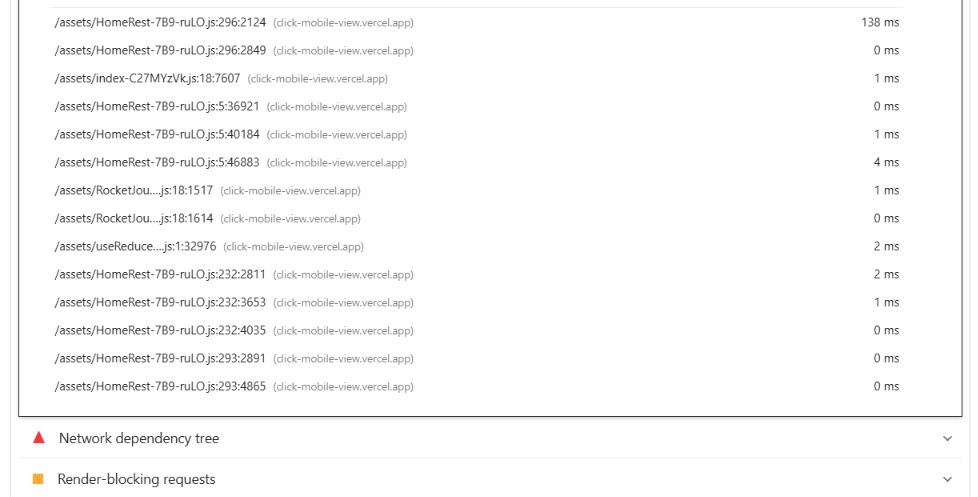 /assets/HomeRest-7B9-ruLO.js:296:2124 (click-mobile-view.vercel.app) 138 ms
/assets/HomeRest-7B9-ruLO.js:296:2849 (click-mobile-view.vercel.app) 0 ms
/assets/index-C27MYzVk.js:18:7607 (click-mobile-view.vercel.app) 1 ms
/assets/HomeRest-7B9-ruLO.js:5:36921 (click-mobile-view.vercel.app) 0 ms
/assets/HomeRest-7B9-ruLO.js:5:40184 (click-mobile-view.vercel.app) 1 ms
/assets/HomeRest-7B9-ruLO.js:5:46883 (click-mobile-view.vercel.app) 4 ms
/assets/RocketJou....js:18:1517 (click-mobile-view.vercel.app) 1 ms
/assets/RocketJou....js:18:1614 (click-mobile-view.vercel.app) 0 ms
/assets/useReduce....js:1:32976 (click-mobile-view.vercel.app) 2 ms
/assets/HomeRest-7B9-ruLO.js:232:2811 (click-mobile-view.vercel.app) 2 ms
/assets/HomeRest-7B9-ruLO.js:232:3653 (click-mobile-view.vercel.app) 1 ms
/assets/HomeRest-7B9-ruLO.js:232:4035 (click-mobile-view.vercel.app) 0 ms
/assets/HomeRest-7B9-ruLO.js:293:2891 (click-mobile-view.vercel.app) 0 ms
/assets/HomeRest-7B9-ruLO.js:293:4865 (click-mobile-view.vercel.app) 0 ms
Network dependency tree
Render-blocking requests